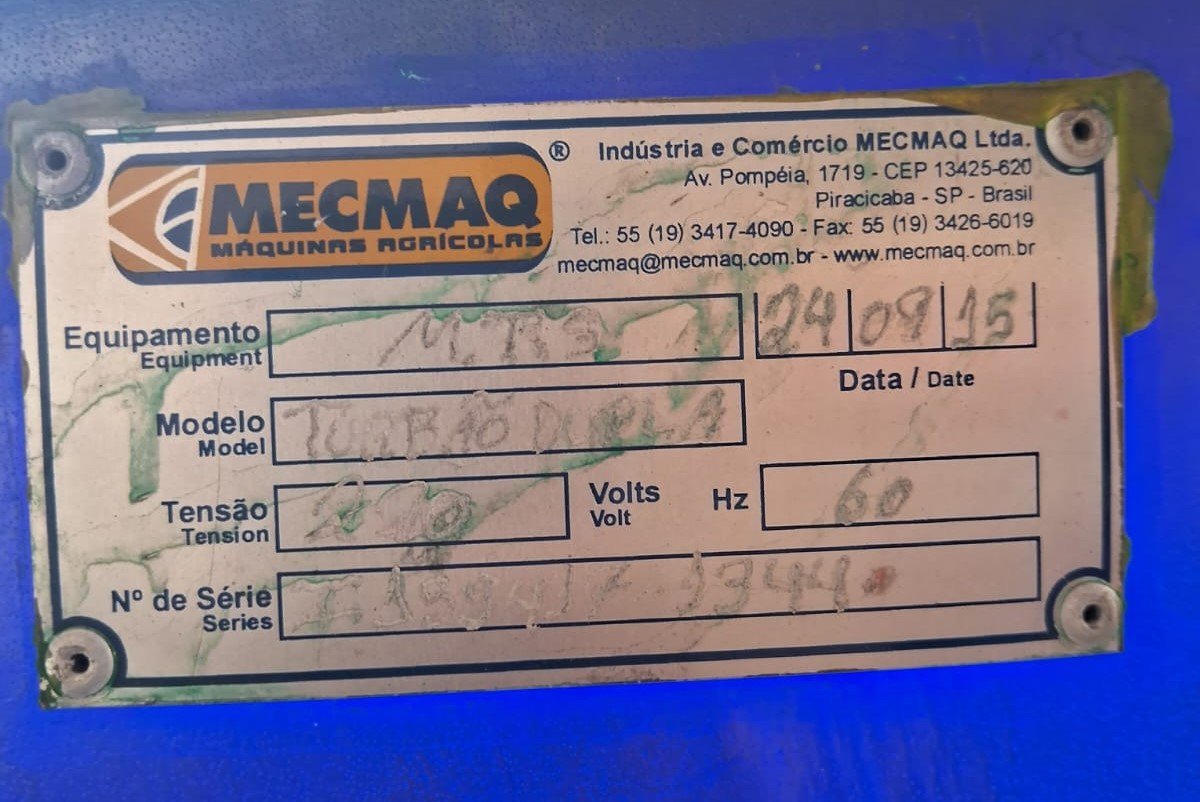 MECMAQ ®
MÁQUINAS AGRÍCOLAS
Indústria e Comércio MECMAQ Ltda.
Av. Pompéia, 1719 - CEP 13425-620
Piracicaba - SP - Brasil
Tel.: 55 (19) 3417-4090 - Fax: 55 (19) 3426-6019
mecmaq@mecmaq.com.br - www.mecmaq.com.br
Equipamento
Equipment
24 09 15
Data / Date
Modelo
Model
DUPLA
Tensão
Tension
Volts
Volt
Hz 60
Nº de Série
Series